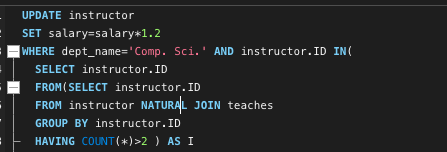 UPDATE instructor
SET salary=salary*1.2
WHERE dept_name='Comp. Sci.' AND instructor.ID IN(
SELECT instructor.ID
FROM(SELECT instructor.ID
FROM instructor NATURAL JOIN teaches
GROUP BY instructor.ID
HAVING COUNT(*)>2 ) AS I